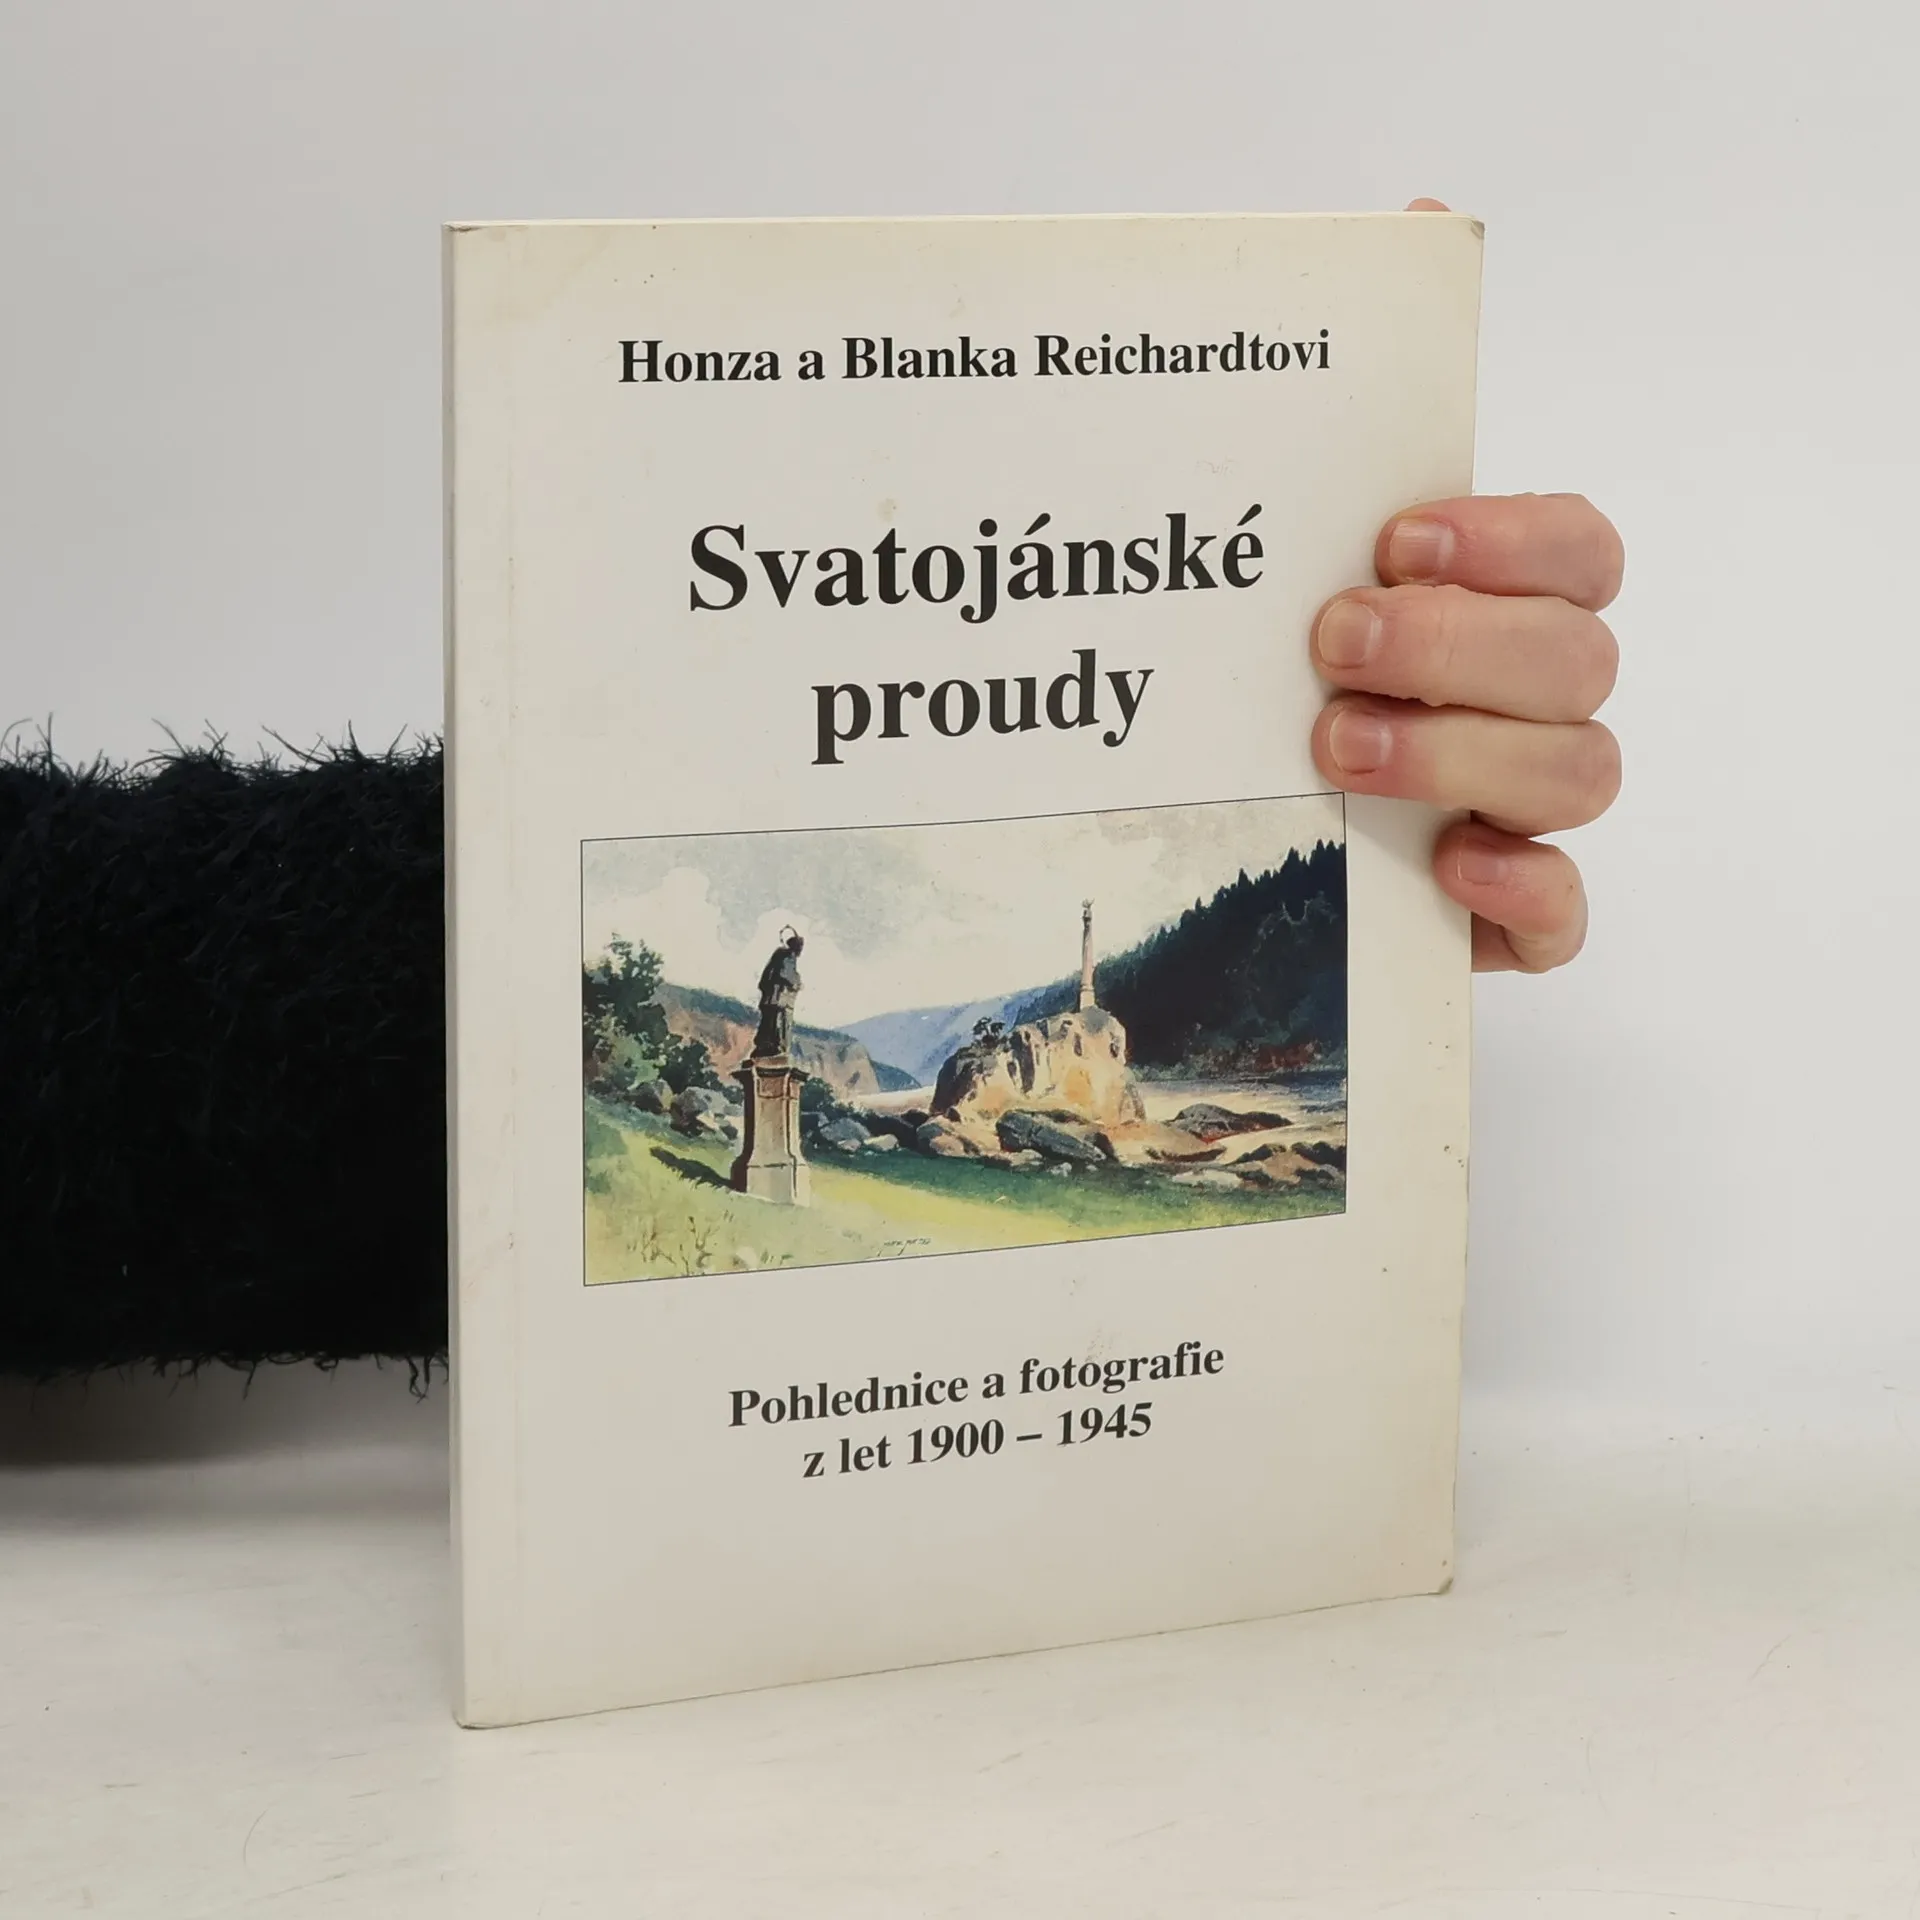 Honza a Blanka Reichardtovi
Svatojánské
proudy
Pohlednice a fotografie
z let 1900 – 1945